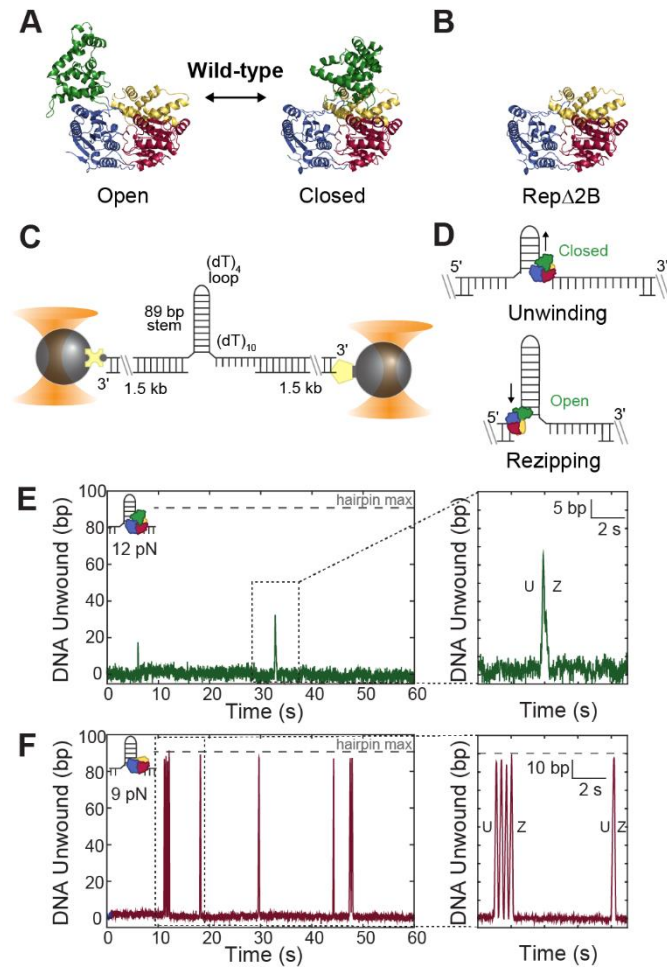 A
B
Wild-type
Open
Closed
RepΔ2B
C
D
(dT)4
loop
89 bp
stem
(dT)10
3'
1.5 kb
1.5 kb
3'
5'
Closed
3'
Unwinding
Open
5'
3'
Rezipping
E
DNA Unwound (bp)
100
80
60
40
20
0
12 pN
hairpin max
0 10 20 30 40 50 60
Time (s)
DNA Unwound (bp)
5 bp
2 s
U Z
Time (s)
F
DNA Unwound (bp)
100
80
60
40
20
0
9 pN
hairpin max
0 10 20 30 40 50 60
Time (s)
DNA Unwound (bp)
10 bp
2 s
U Z
U Z
Time (s)